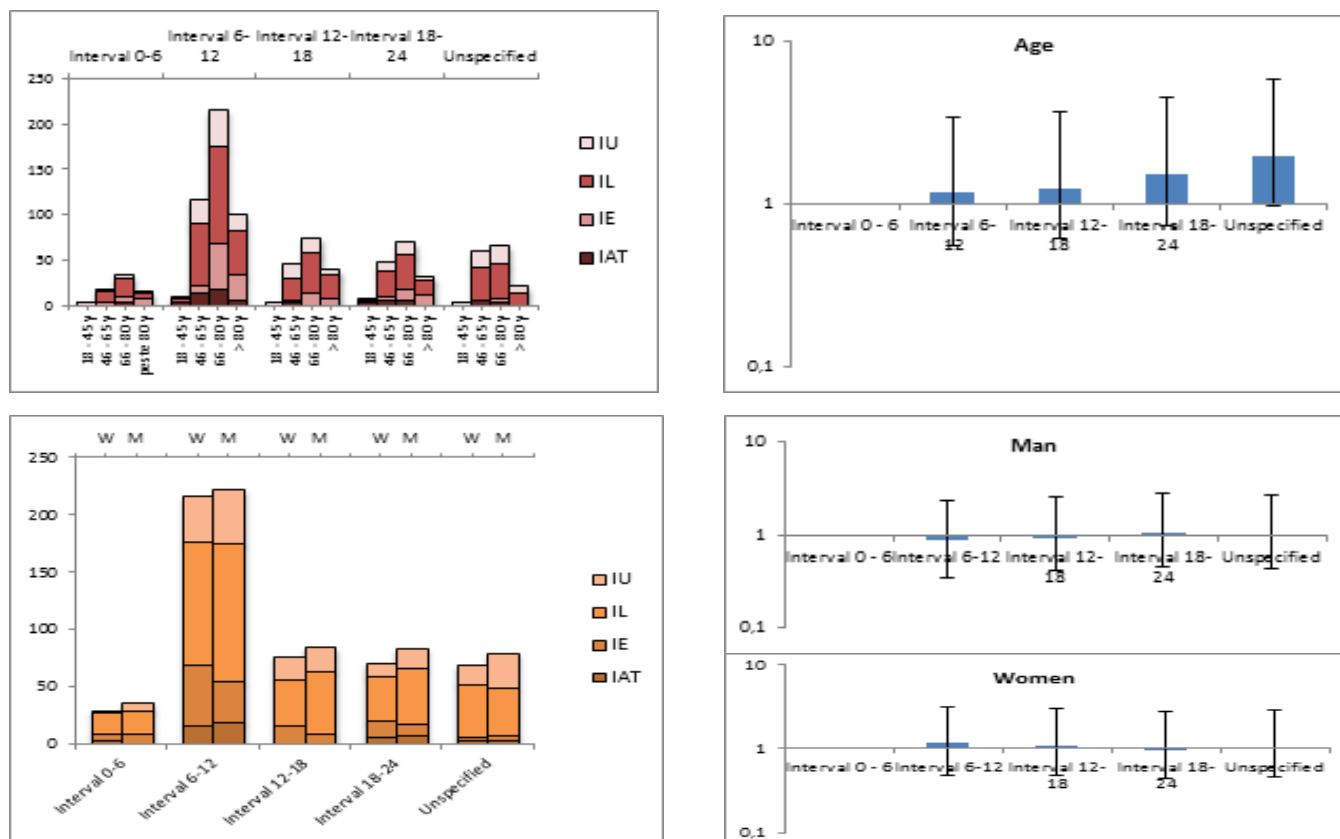 Interval 0-6
Interval 6-
12
Interval 12-
18
Interval 18-
24
Unspecified
250
200
150
100
50
0
18 - 45 y
46 - 65 y
66 - 80 y
peste 80 y
18 - 45 y
46 - 65 y
66 - 80 y
> 80 y
18 - 45 y
46 - 65 y
66 - 80 y
> 80 y
18 - 45 y
46 - 65 y
66 - 80 y
> 80 y
18 - 45 y
46 - 65 y
66 - 80 y
> 80 y
IU
IL
IE
IAT
Age
10
1
0,1
Interval 0 - 6
Interval 6-
12
Interval 12-
18
Interval 18-
24
Unspecified
W M W M W M W M W M
250
200
150
100
50
0
Interval 0-6
Interval 6-12
Interval 12-18
Interval 18-24
Unspecified
IU
IL
IE
IAT
Man
10
1
0,1
Interval 0 - 6
Interval 6-12
Interval 12-
18
Interval 18-
24
Unspecified
Women
10
1
0,1
Interval 0 - 6
Interval 6-12
Interval 12-
18
Interval 18-
24
Unspecified